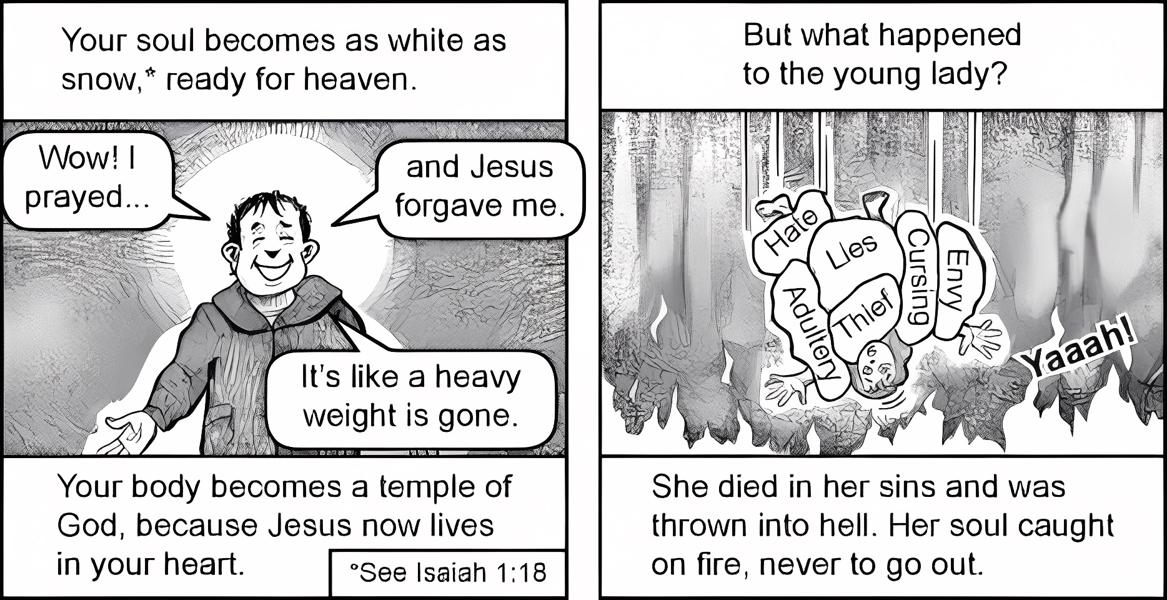 Your soul becomes as white as
snow,* ready for heaven.
Wow! I
prayed...
and Jesus
forgave me.
It's like a heavy
weight is gone.
Your body becomes a temple of
God, because Jesus now lives
in your heart.
*See Isaiah 1:18
But what happened
to the young lady?
Hate
Lies
Cursing
Envy
Adultery
Thief
Yaaah!
She died in her sins and was
thrown into hell. Her soul caught
on fire, never to go out.